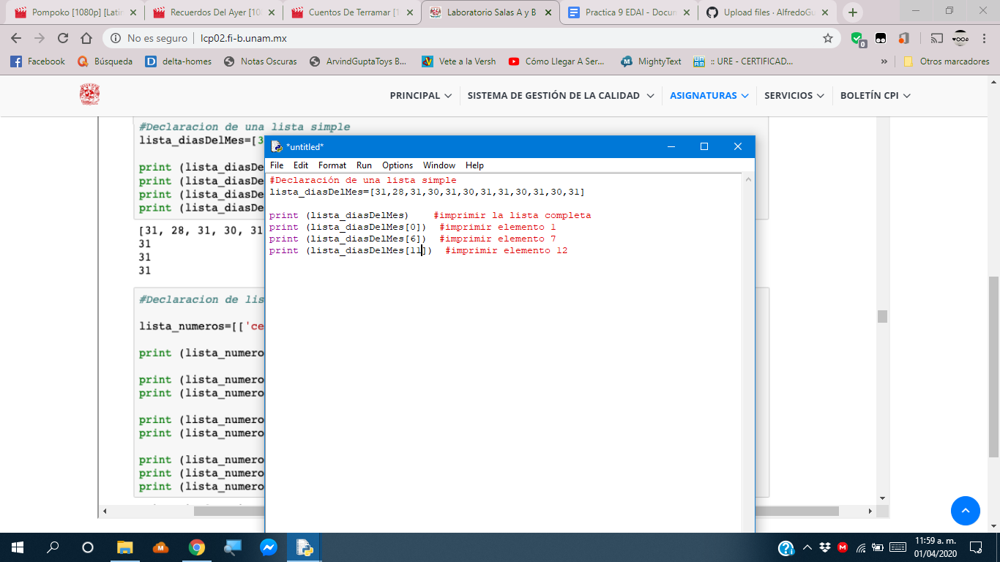 Pompoko [1080p] [Latin
Recuerdos Del Ayer [10
Cuentos De Terramar [1
Laboratorio Salas A y B
Practica 9 EDAI - Docum
Upload files · AlfredoGu
No es seguro | lcp02.fi-b.unam.mx
Facebook
Búsqueda
delta-homes
Notas Oscuras
ArvindGuptaToys B...
Vete a la Versh
Cómo Llegar A Ser...
MightyText
:: URE - CERTIFICAD...
»
Otros marcadores
PRINCIPAL
SISTEMA DE GESTIÓN DE LA CALIDAD
ASIGNATURAS
SERVICIOS
BOLETÍN CPI
#Declaracion de una lista simple
lista_diasDelMes=[3
print (lista_diasDe
print (lista_diasDe
print (lista_diasDe
print (lista_diasDe
[31, 28, 31, 30, 31
31
31
31
#Declaracion de lis
lista_numeros=[['ce
print (lista_numero
print (lista_numero
print (lista_numero
print (lista_numero
print (lista_numero
print (lista_numero
print (lista_numero
print (lista_numero
*untitled*
File Edit Format Run Options Window Help
#Declaración de una lista simple
lista_diasDelMes=[31,28,31,30,31,30,31,31,30,31,30,31]
print (lista_diasDelMes)    #imprimir la lista completa
print (lista_diasDelMes[0])  #imprimir elemento 1
print (lista_diasDelMes[6])  #imprimir elemento 7
print (lista_diasDelMes[11])  #imprimir elemento 12
11:59 a. m.
01/04/2020